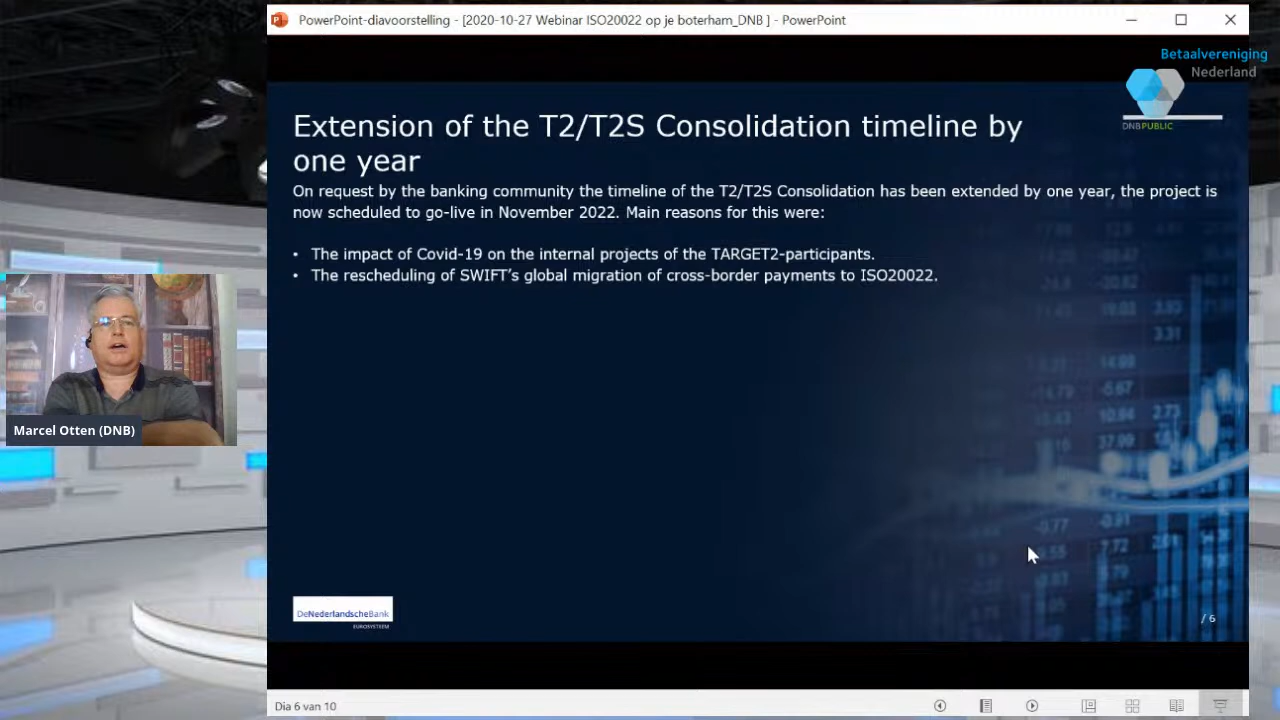 PowerPoint-diavoorstelling - [2020-10-27 Webinar ISO20022 op je boterham_DNB ] - PowerPoint
Betaalvereniging
Nederland
DNBPUBLIC
Extension of the T2/T2S Consolidation timeline by
one year
On request by the banking community the timeline of the T2/T2S Consolidation has been extended by one year, the project is
now scheduled to go-live in November 2022. Main reasons for this were:
• The impact of Covid-19 on the internal projects of the TARGET2-participants.
• The rescheduling of SWIFT's global migration of cross-border payments to ISO20022.
Marcel Otten (DNB)
DeNederlandscheBank
EUROSYSTEEM
/ 6
Dia 6 van 10